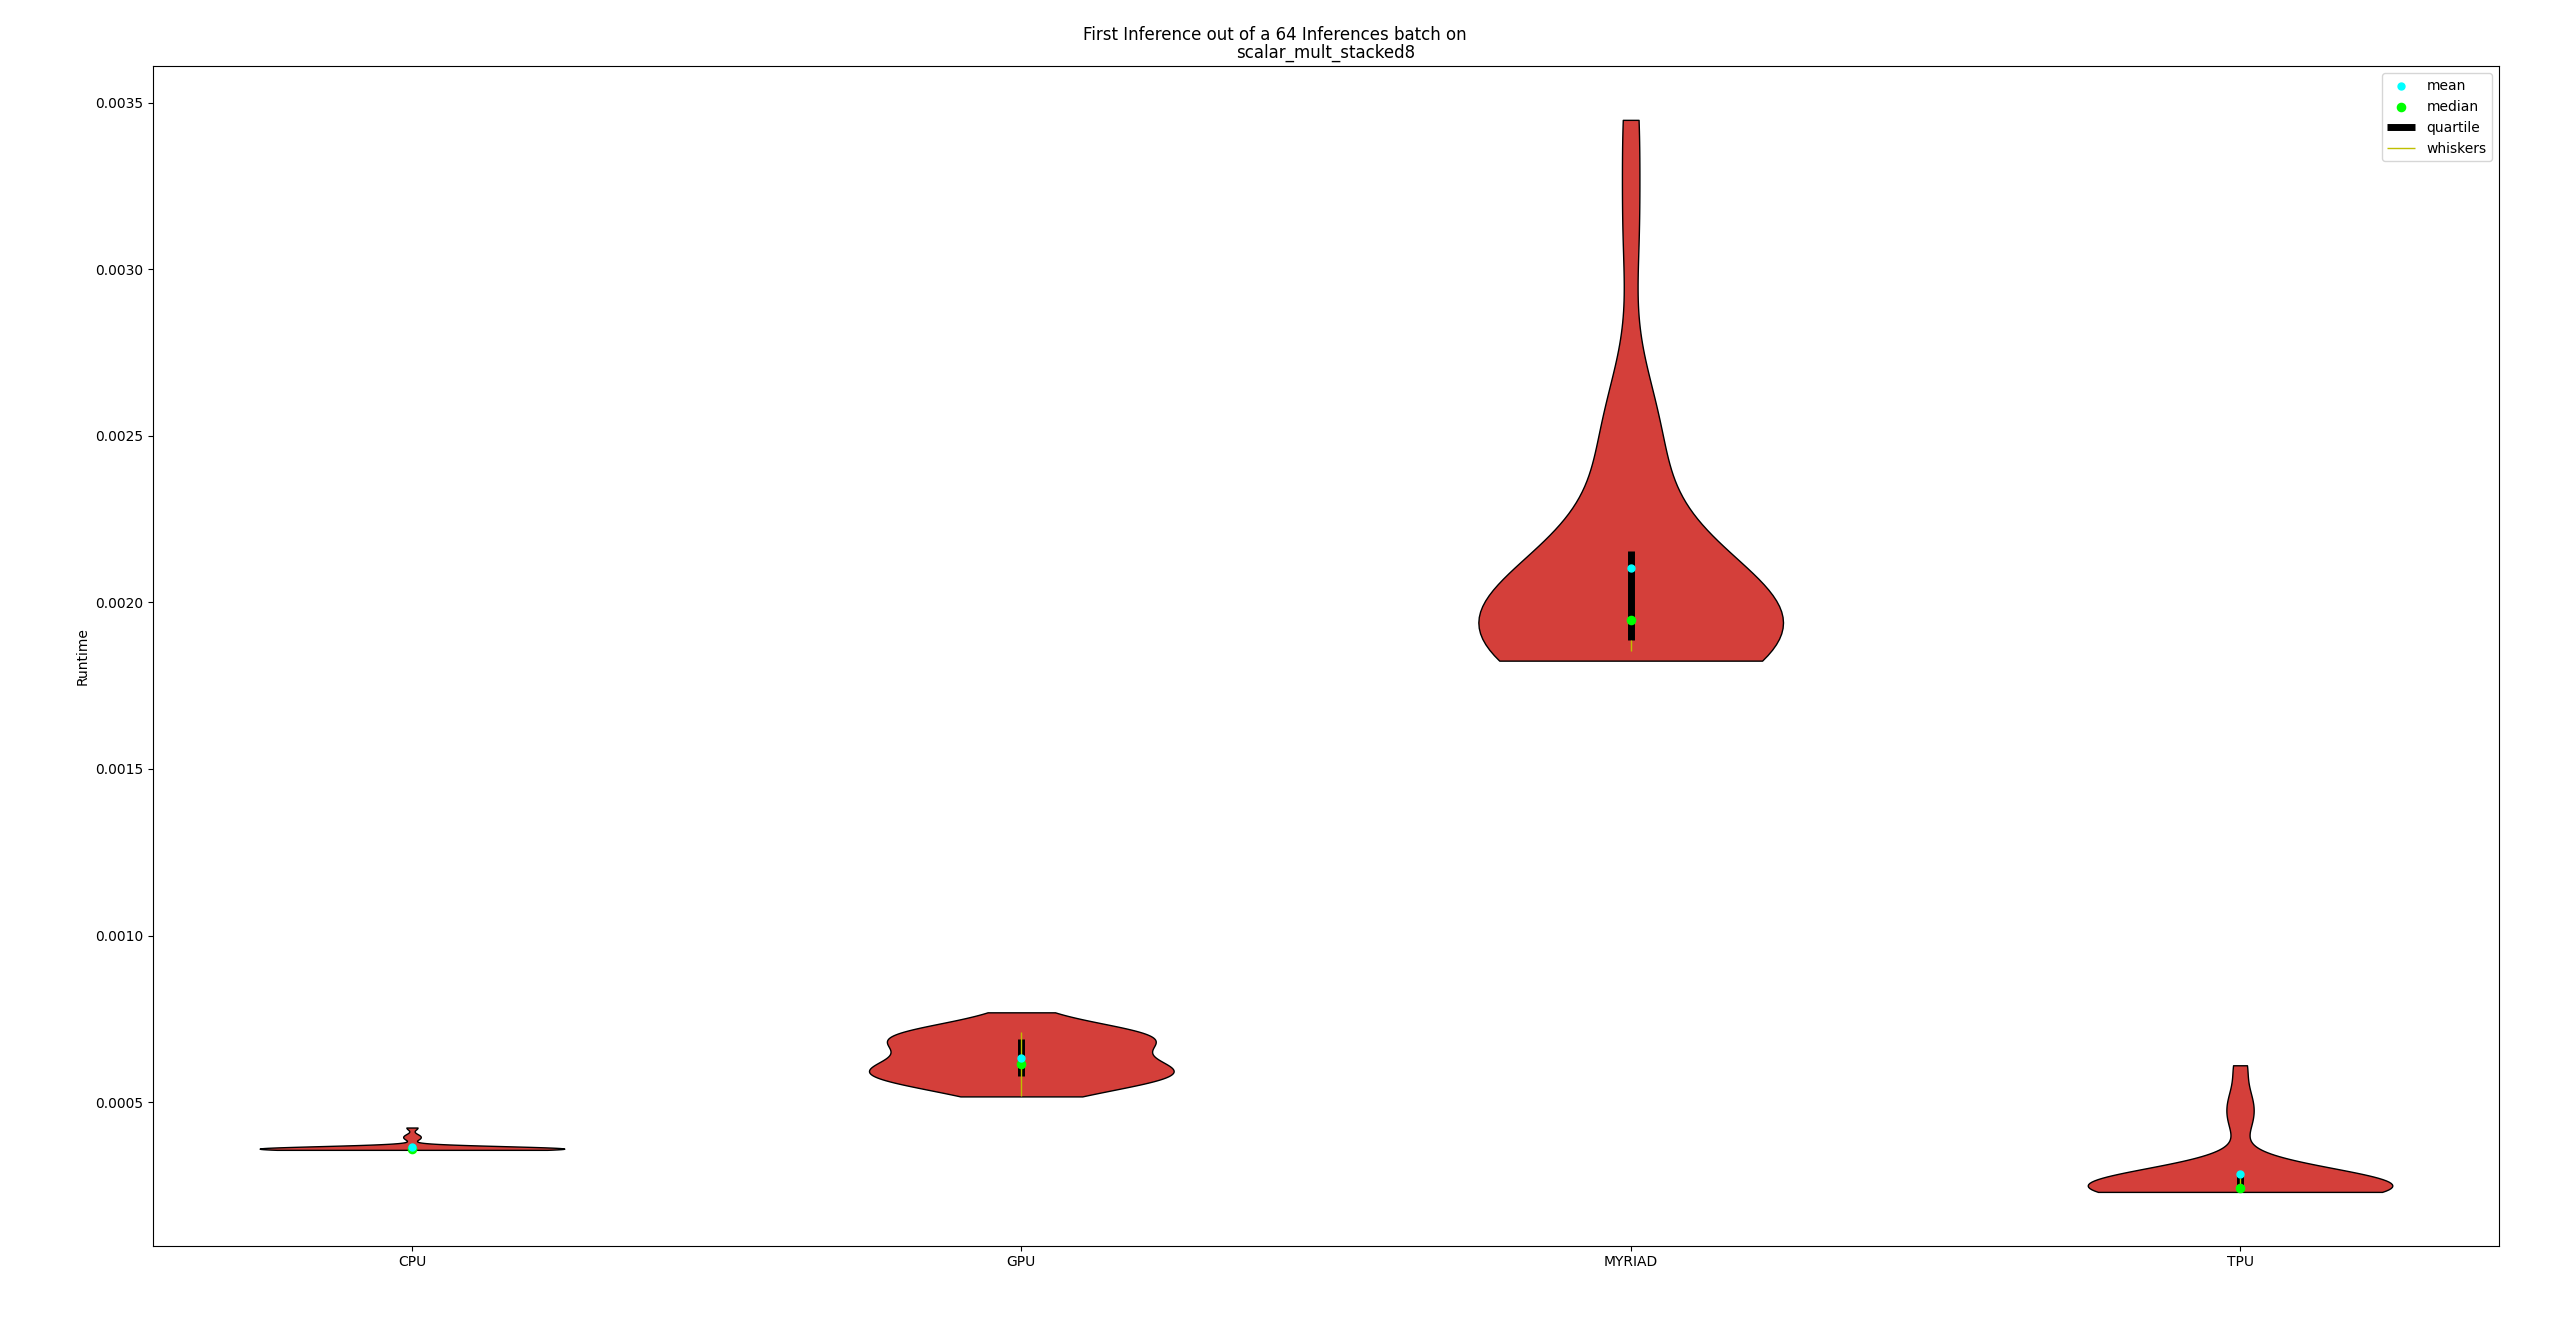 First Inference out of a 64 Inferences batch on
scalar_mult_stacked8
mean
median
quartile
whiskers
0.0035
0.0030
0.0025
0.0020
0.0015
0.0010
0.0005
Runtime
CPU GPU MYRIAD TPU